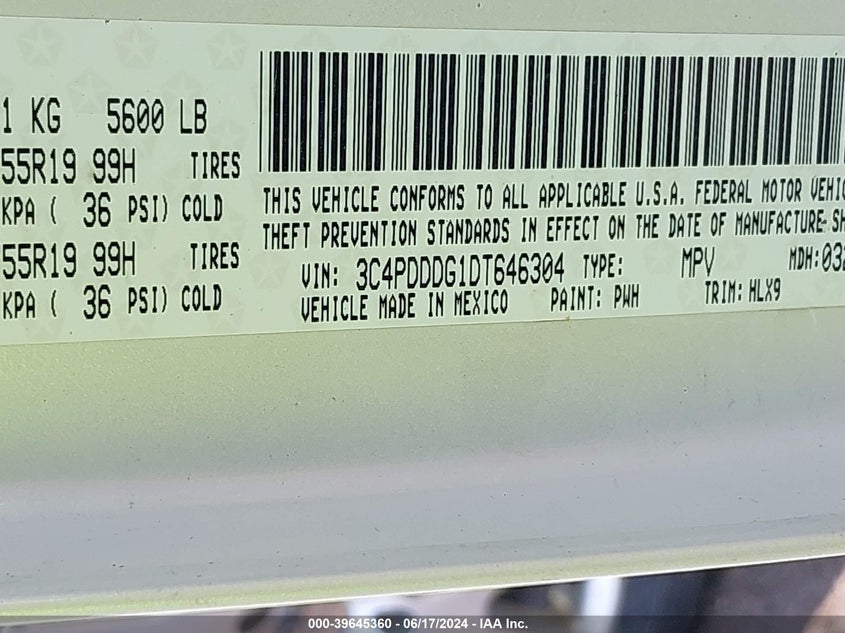 1 KG 5600 LB
55R19 99H TIRES
KPA ( 36 PSI) COLD
55R19 99H TIRES
KPA ( 36 PSI) COLD
THIS VEHICLE CONFORMS TO ALL APPLICABLE U.S.A. FEDERAL MOTOR VEHIC
THEFT PREVENTION STANDARDS IN EFFECT ON THE DATE OF MANUFACTURE SH
VIN: 3C4PDDDG1DT646304 TYPE: MPV MDH:032
VEHICLE MADE IN MEXICO PAINT: PWH TRIM: HLX9
000-39645360 - 06/17/2024 - IAA Inc.